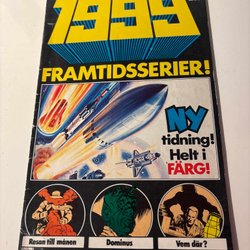 1999
FRAMTIDSSERIER!
NY
tidning!
Helt i
FÄRG!
Resan till månen
Dominus
Vem där?